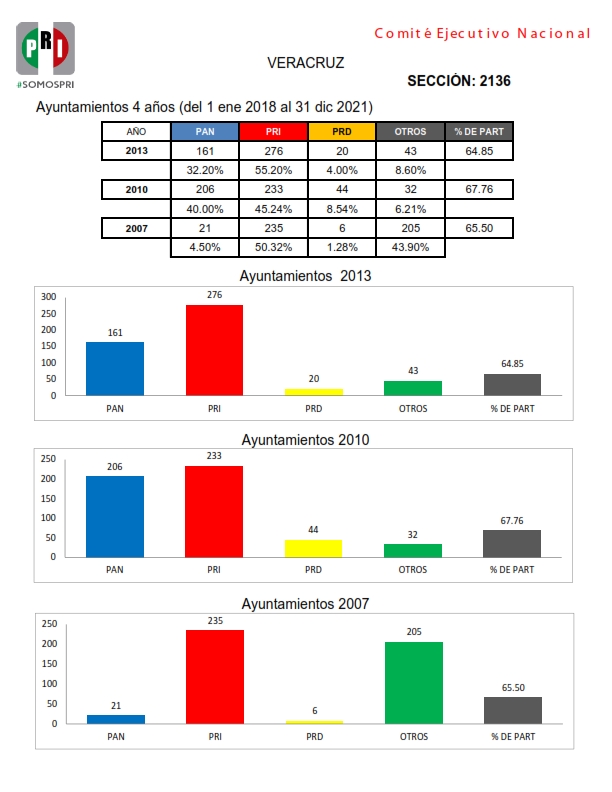 Comité Ejecutivo Nacional
PRI
#SOMOSPRI
VERACRUZ
SECCIÓN: 2136
Ayuntamientos 4 años (del 1 ene 2018 al 31 dic 2021)
AÑO PAN PRI PRD OTROS % DE PART
2013 161 276 20 43 64.85
32.20% 55.20% 4.00% 8.60%
2010 206 233 44 32 67.76
40.00% 45.24% 8.54% 6.21%
2007 21 235 6 205 65.50
4.50% 50.32% 1.28% 43.90%
Ayuntamientos 2013
300
250
200
150
100
50
0
161 276 20 43 64.85
PAN PRI PRD OTROS % DE PART
Ayuntamientos 2010
250
200
150
100
50
0
206 233 44 32 67.76
PAN PRI PRD OTROS % DE PART
Ayuntamientos 2007
250
200
150
100
50
0
21 235 6 205 65.50
PAN PRI PRD OTROS % DE PART